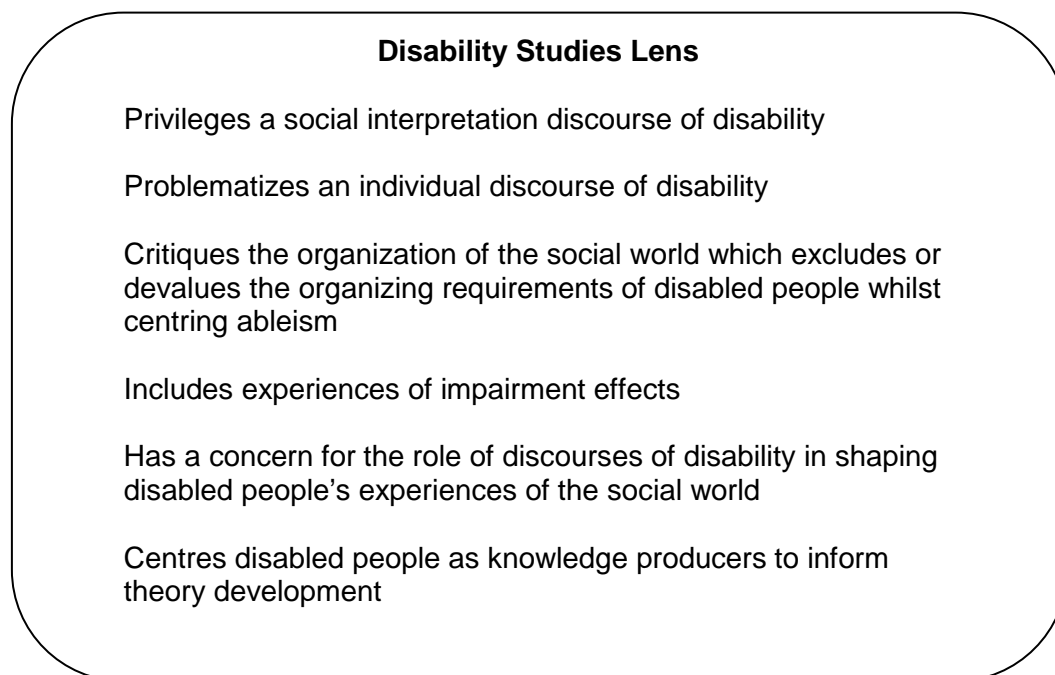 Disability Studies Lens
Privileges a social interpretation discourse of disability
Problematizes an individual discourse of disability
Critiques the organization of the social world which excludes or
devalues the organizing requirements of disabled people whilst
centring ableism
Includes experiences of impairment effects
Has a concern for the role of discourses of disability in shaping
disabled people's experiences of the social world
Centres disabled people as knowledge producers to inform
theory development